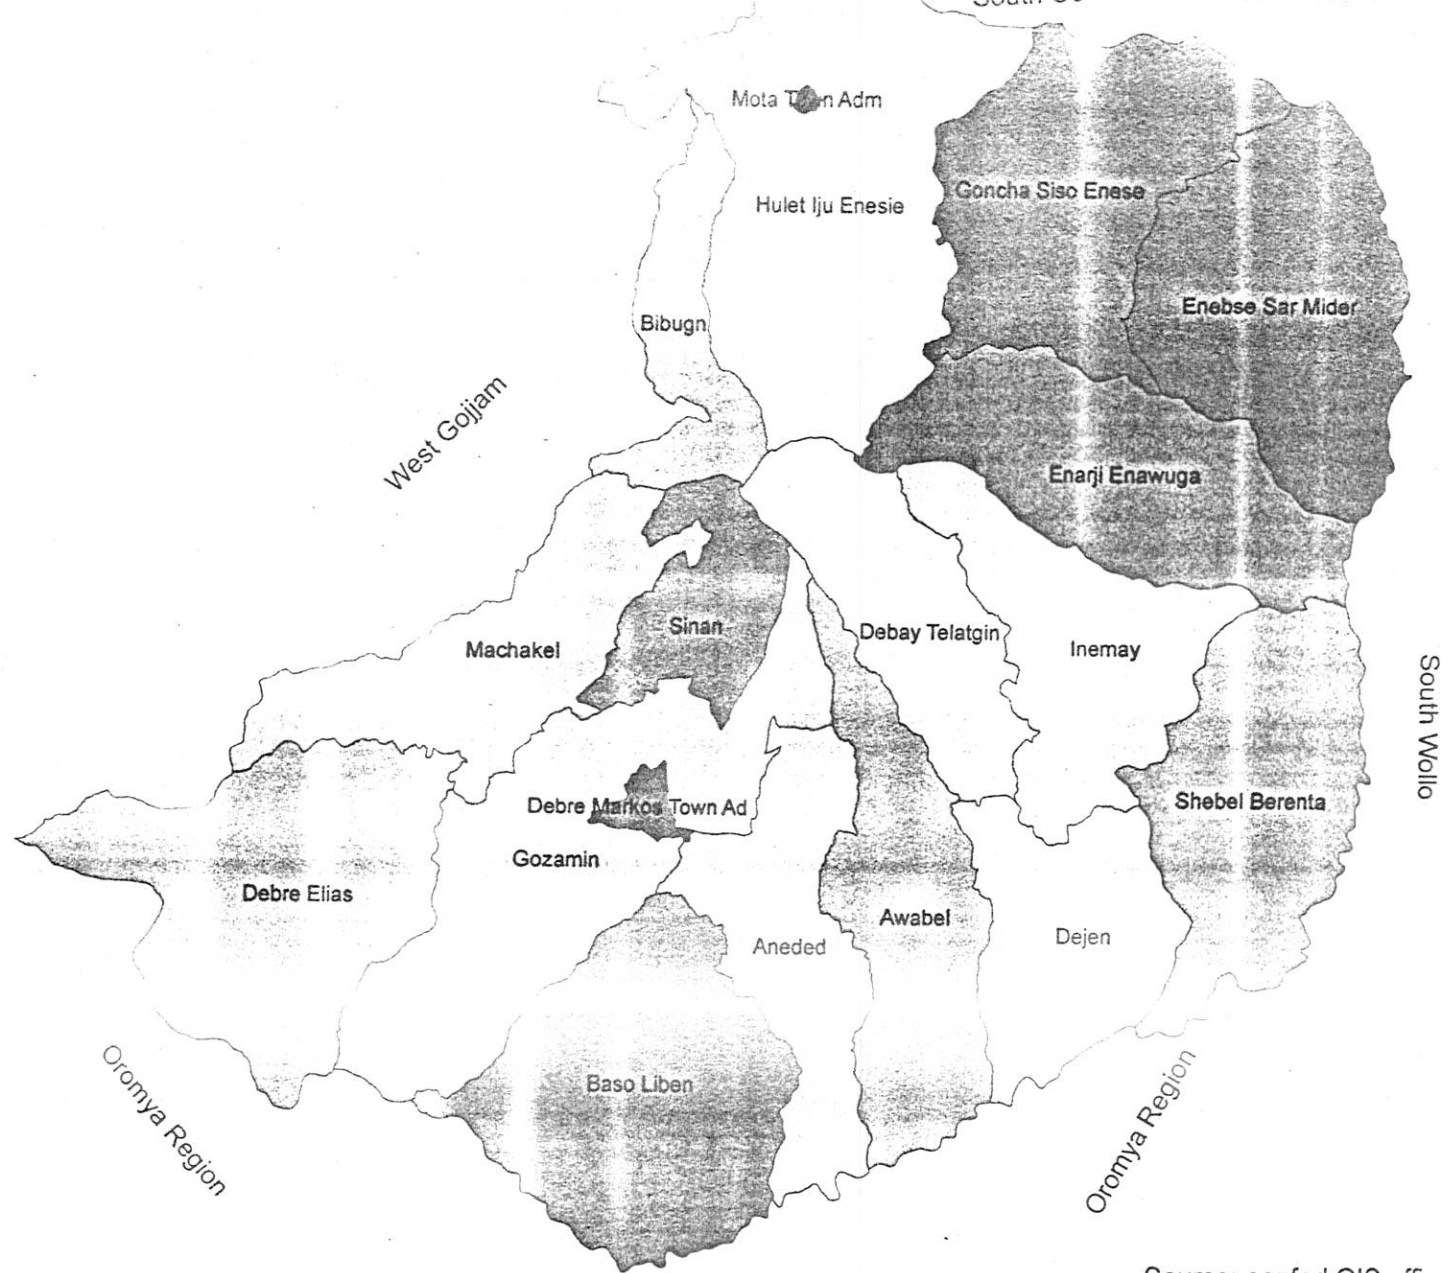 South
Mota Town Adm
Goncha Siso Enese
Hulet Iju Enesie
Enebse Sar Mider
Bibugn
West Gojjam
Enarji Enawuga
Sinan
Debay Telatgin
Machakel
Inemay
South Wollo
Debre Markos Town Ad
Shebel Berenta
Gozamin
Debre Elias
Awabel
Aneded
Dejen
Baso Liben
Oromya Region
Oromya Region